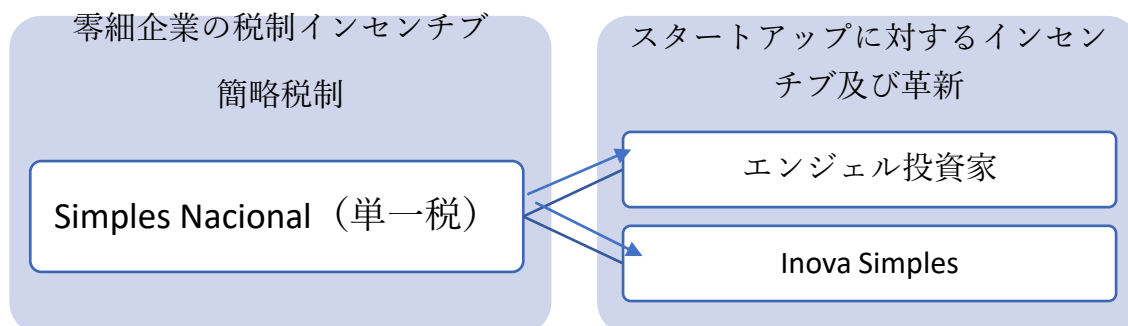 零細企業の税制インセンチブ
簡略税制
Simples Nacional（単一税）
スタートアップに対するインセン
チブ及び革新
エンジェル投資家
Inova Simples